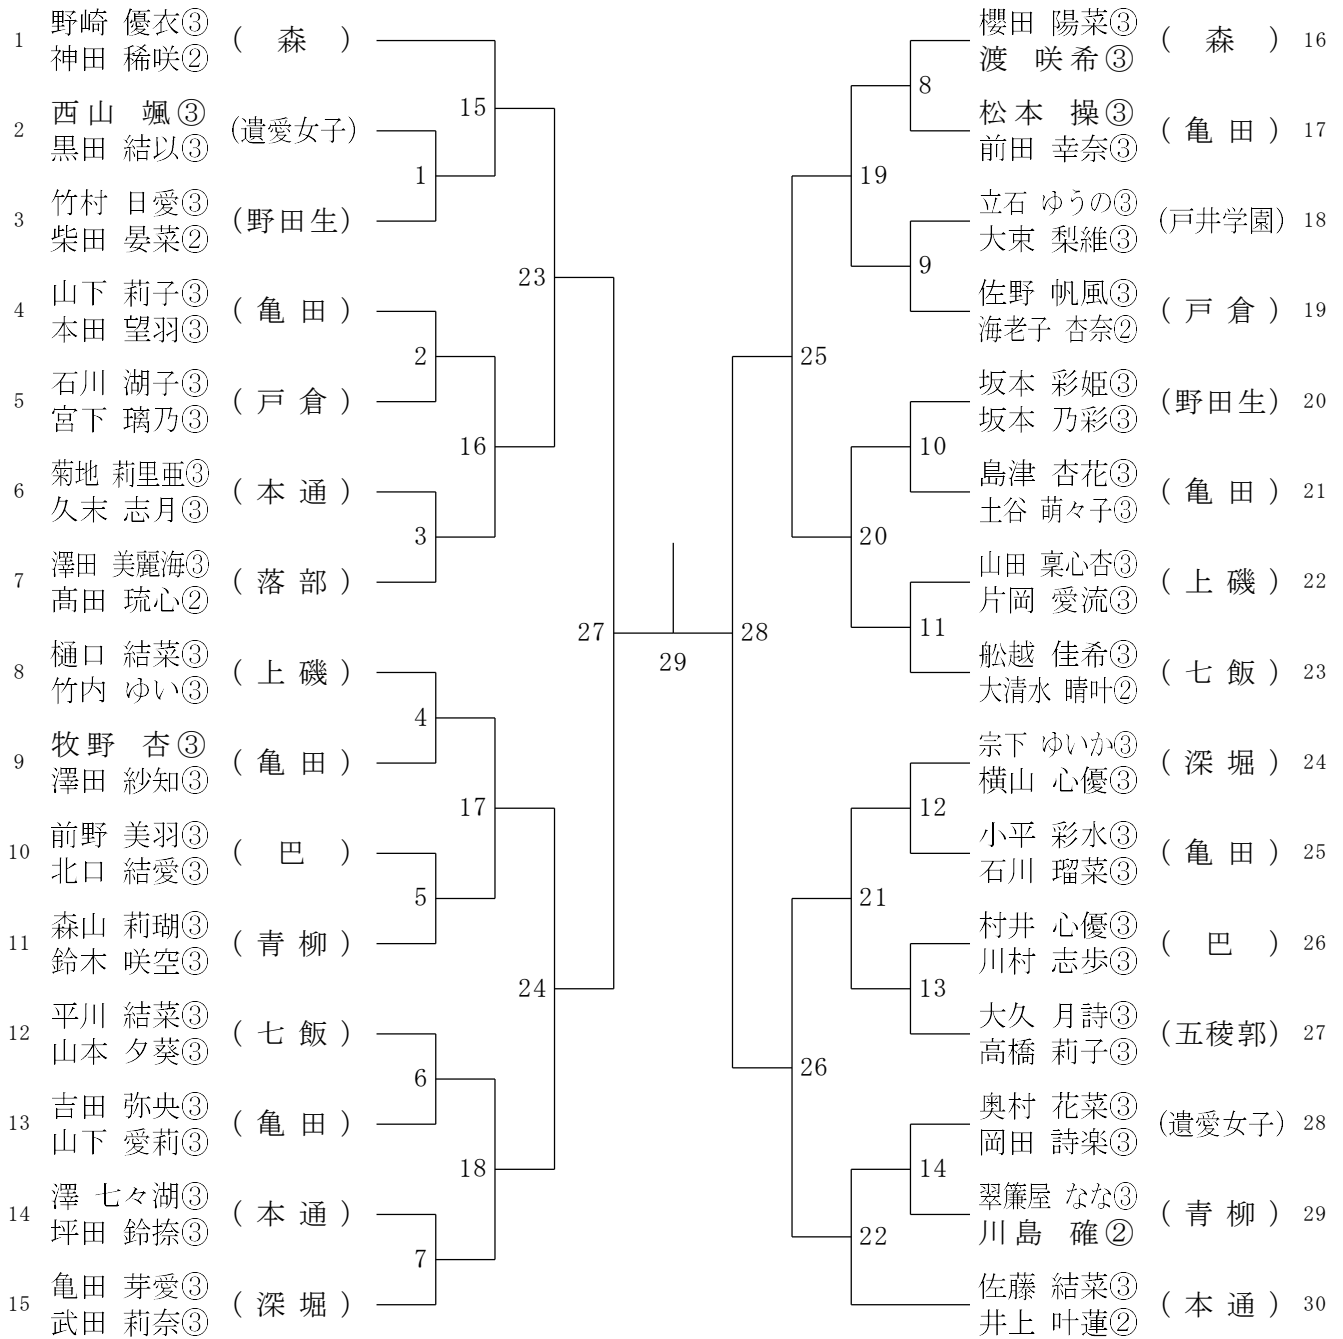 1 野崎 優衣③ 神田 稀咲② ( 森 )
2 西山 颯③ 黒田 結以③ (遺愛女子)
3 竹村 日愛③ 柴田 晏菜② (野田生)
4 山下 莉子③ 本田 望羽③ ( 亀 田 )
5 石川 湖子③ 宮下 璃乃③ ( 戸 倉 )
6 菊地 莉里亜③ 久末 志月③ ( 本 通 )
7 澤田 美麗海③ 髙田 琉心② ( 落 部 )
8 樋口 結菜③ 竹内 ゆい③ ( 上 磯 )
9 牧野 杏③ 澤田 紗知③ ( 亀 田 )
10 前野 美羽③ 北口 結愛③ ( 巴 )
11 森山 莉瑚③ 鈴木 咲空③ ( 青 柳 )
12 平川 結菜③ 山本 夕葵③ ( 七 飯 )
13 吉田 弥央③ 山下 愛莉③ ( 亀 田 )
14 澤 七々湖③ 坪田 鈴捺③ ( 本 通 )
15 亀田 芽愛③ 武田 莉奈③ ( 深 堀 )
15
1
23
2
16
3
27
4
17
5
24
6
18
7
29
28
8
19
9
25
10
20
11
12
21
13
26
14
22
櫻田 陽菜③ 渡 咲希③ ( 森 ) 16
松本 操③ 前田 幸奈③ ( 亀 田 ) 17
立石 ゆうの③ 大東 梨維③ (戸井学園) 18
佐野 帆風③ 海老子 杏奈② ( 戸 倉 ) 19
坂本 彩姫③ 坂本 乃彩③ (野田生) 20
島津 杏花③ 土谷 萌々子③ ( 亀 田 ) 21
山田 稟心杏③ 片岡 愛流③ ( 上 磯 ) 22
舩越 佳希③ 大清水 晴叶② ( 七 飯 ) 23
宗下 ゆいか③ 横山 心優③ ( 深 堀 ) 24
小平 彩水③ 石川 瑠菜③ ( 亀 田 ) 25
村井 心優③ 川村 志歩③ ( 巴 ) 26
大久 月詩③ 高橋 莉子③ (五稜郭) 27
奥村 花菜③ 岡田 詩楽③ (遺愛女子) 28
翠簾屋 なな③ 川島 確② ( 青 柳 ) 29
佐藤 結菜③ 井上 叶蓮② ( 本 通 ) 30